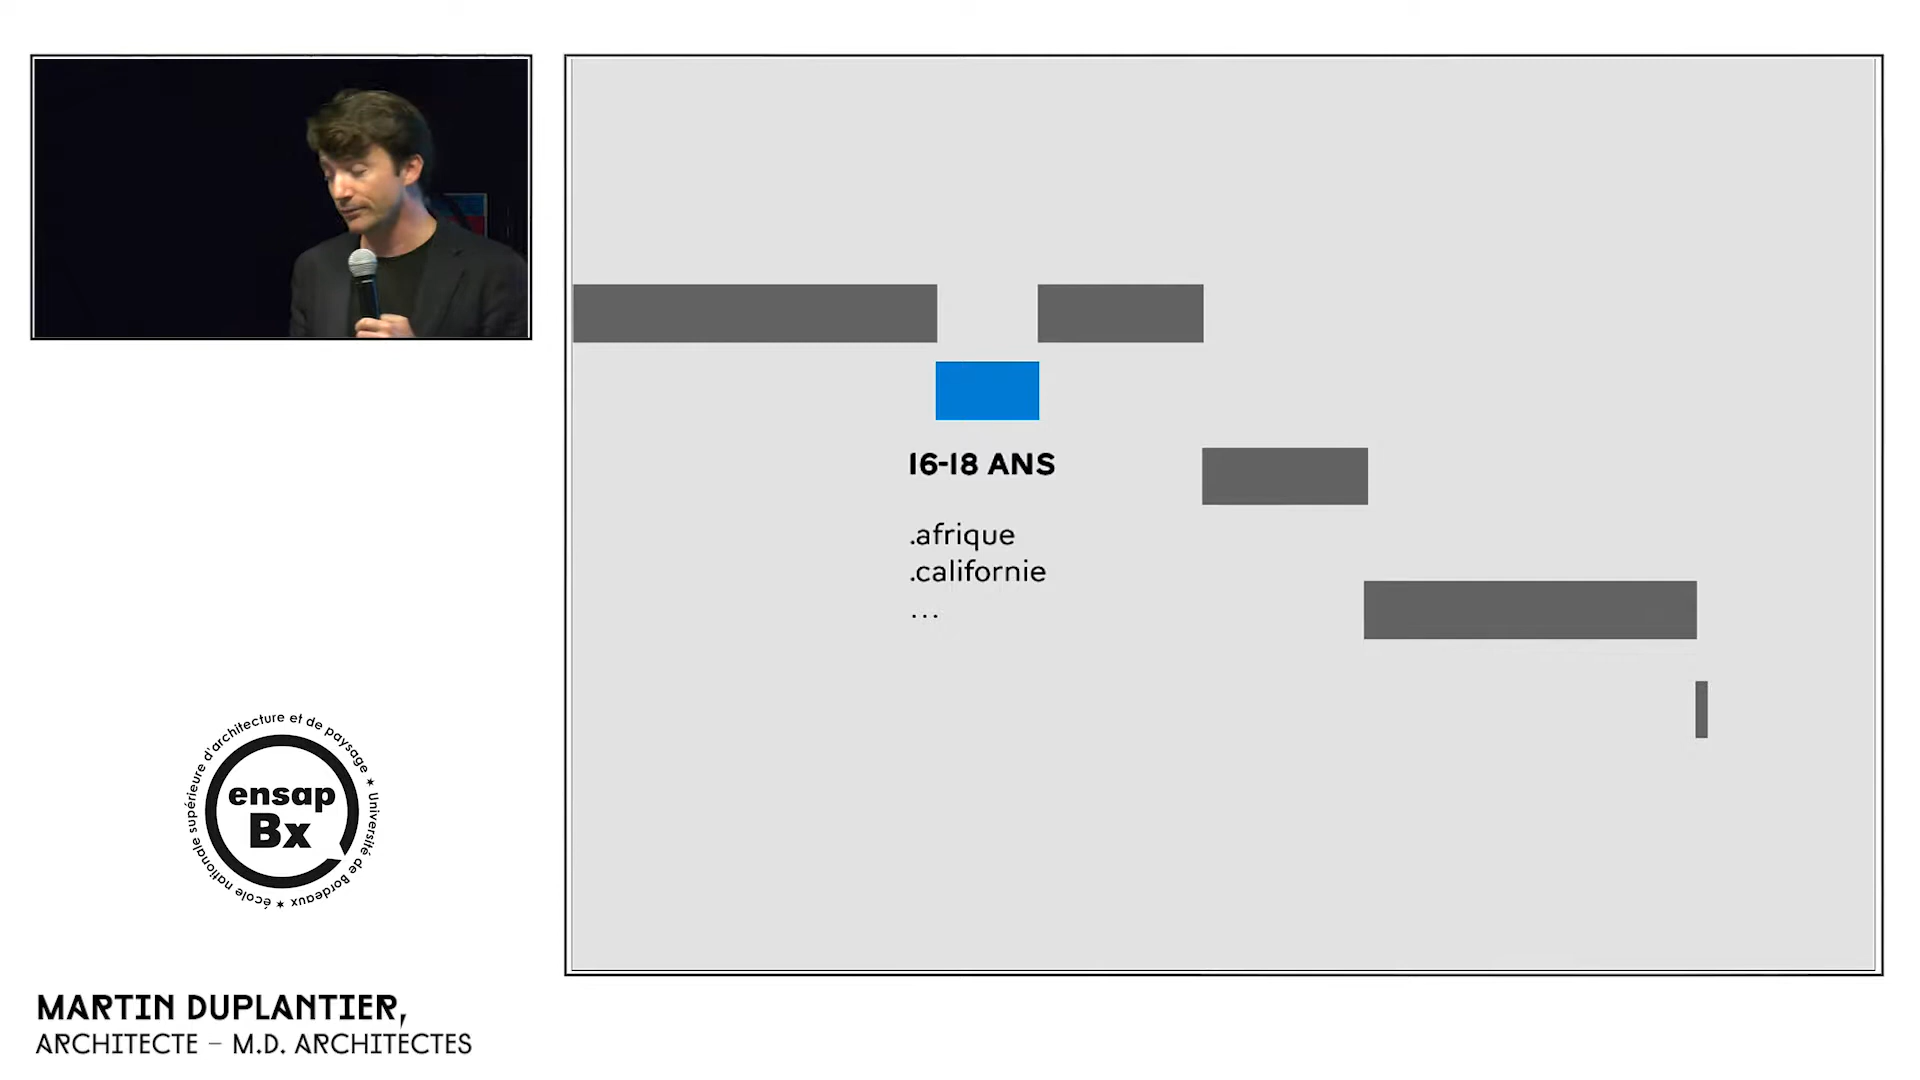 16-18 ANS
.afrique
.californie
...
école nationale supérieure d'architecture et de paysage * Université de Bordeaux *
ensap
Bx
MARTIN DUPLANTIER,
ARCHITECTE – M.D. ARCHITECTES